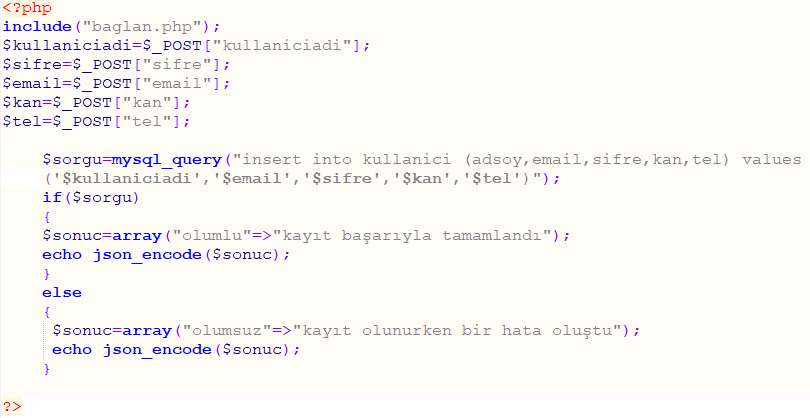 <?php
include("baglan.php");
$kullaniciadi=$_POST["kullaniciadi"];
$sifre=$_POST["sifre"];
$email=$_POST["email"];
$kan=$_POST["kan"];
$tel=$_POST["tel"];
$sorgu=mysql_query("insert into kullanici (adsoy,email,sifre,kan,tel) values
('$kullaniciadi','$email','$sifre','$kan','$tel')");
if($sorgu)
{
$sonuc=array("olumlu"=>"kayıt başarıyla tamamlandı");
echo json_encode($sonuc);
}
else
{
$sonuc=array("olumsuz"=>"kayıt olunurken bir hata oluştu");
echo json_encode($sonuc);
}
?>